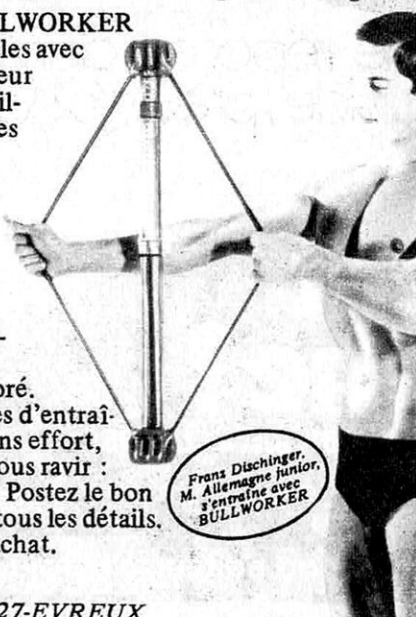 LLWORKER
les avec
eur
il-
es
-
oré.
es d'entraî-
ns effort,
ous ravir :
Postez le bon
tous les détails.
chat.
Franz Dischinger,
M. Allemagne junior,
s'entraîne avec
BULLWORKER
27-EVREUX